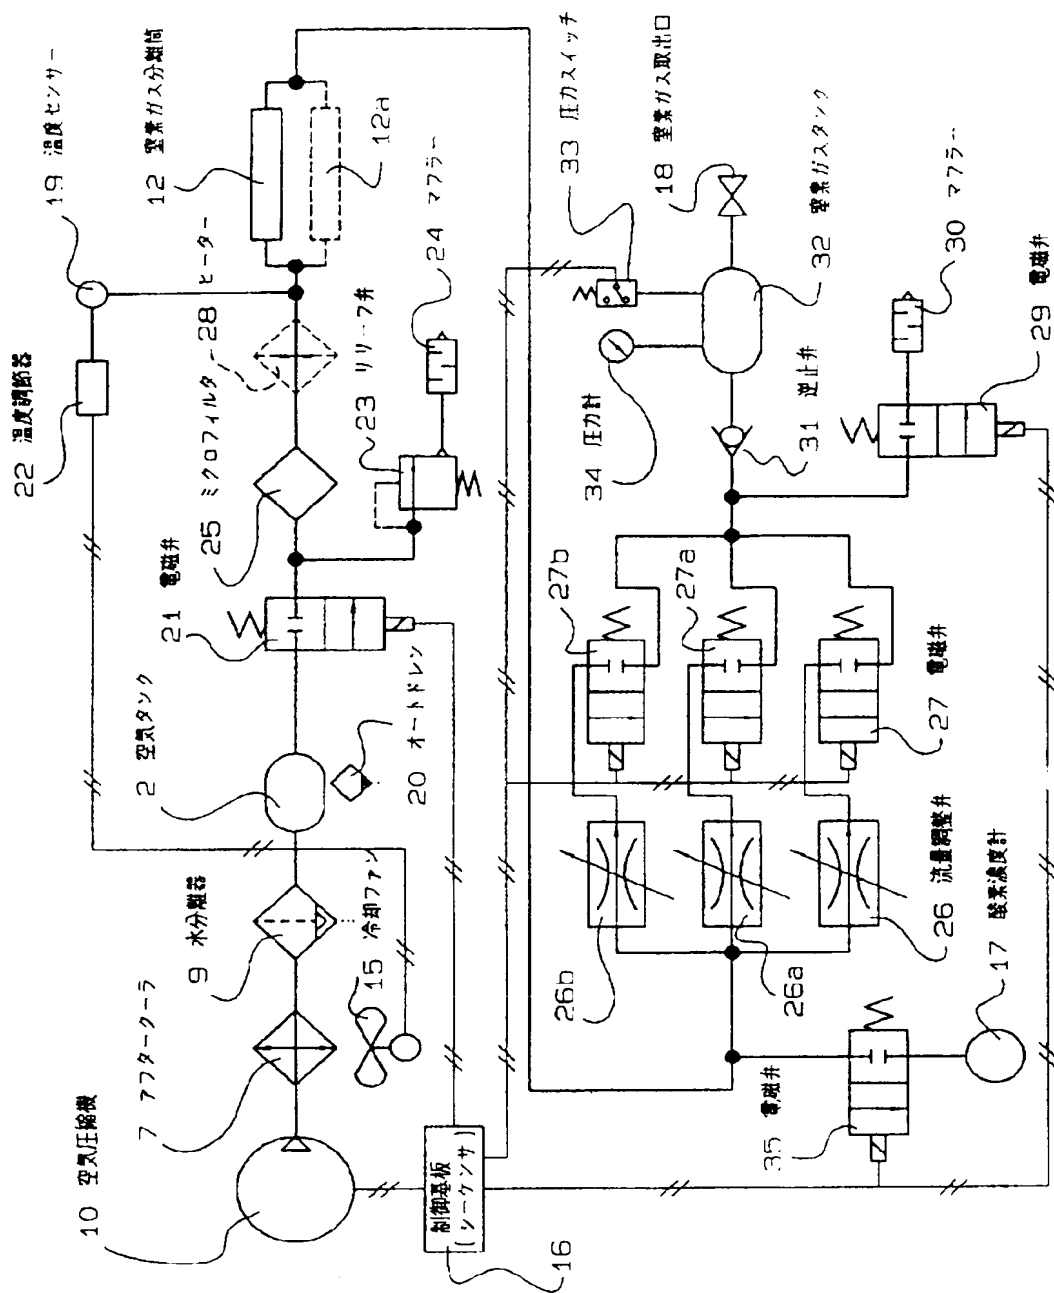 10 空気圧縮機
7 アフタークーラ
9 水分離器
15 冷却ファン
2 空気タンク
20 オートドレン
21 電磁弁
25 ミクロフィルター
28 ヒーター
23 リリーフ弁
24 マフラー
22 温度調節器
19 温度センサー
12 窒素ガス分離筒
12a
33 圧力スイッチ
18 窒素ガス取出口
32 窒素ガスタンク
34 圧力計
31 逆止弁
30 マフラー
29 電磁弁
27b
27a
27 電磁弁
26b
26a
26 流量調整弁
17 酸素濃度計
35 電磁弁
制御基板
(シーケンサ)
16